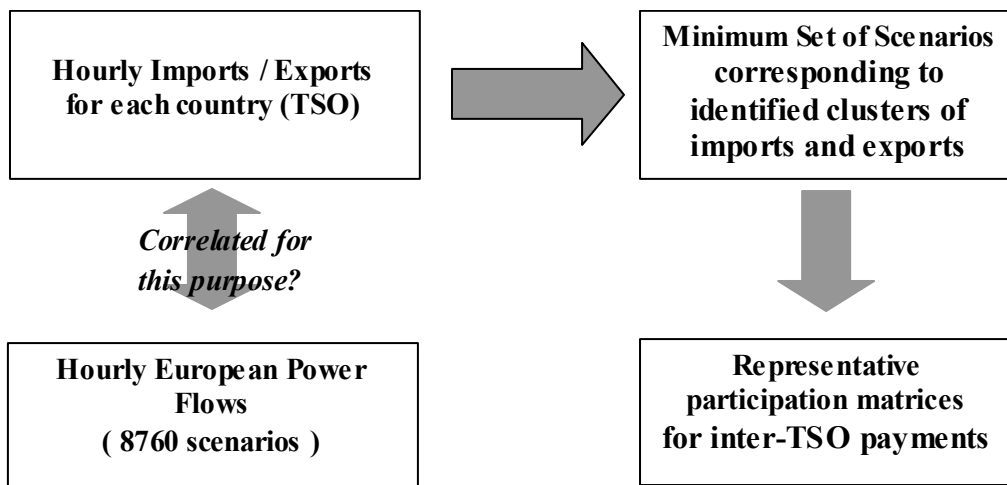 Hourly Imports / Exports
for each country (TSO)
Minimum Set of Scenarios
corresponding to
identified clusters of
imports and exports
Correlated for
this purpose?
Hourly European Power
Flows
( 8760 scenarios )
Representative
participation matrices
for inter-TSO payments